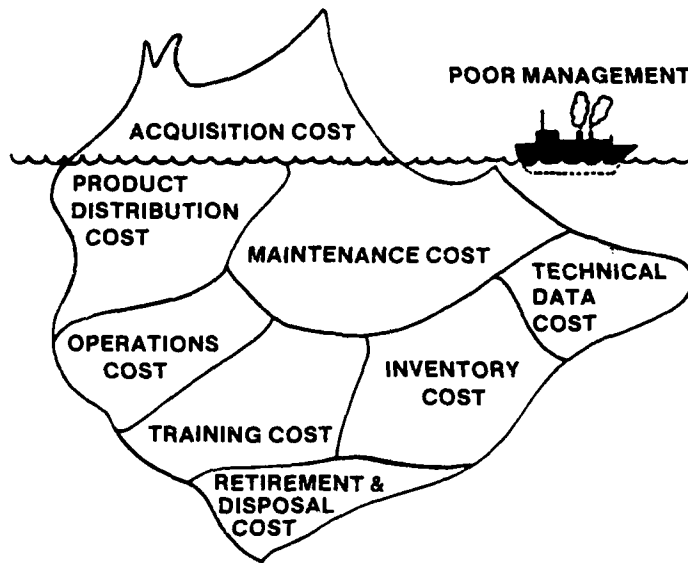 POOR MANAGEMENT
ACQUISITION COST
PRODUCT
DISTRIBUTION
COST
MAINTENANCE COST
TECHNICAL
DATA
COST
OPERATIONS
COST
INVENTORY
COST
TRAINING COST
RETIREMENT &
DISPOSAL
COST